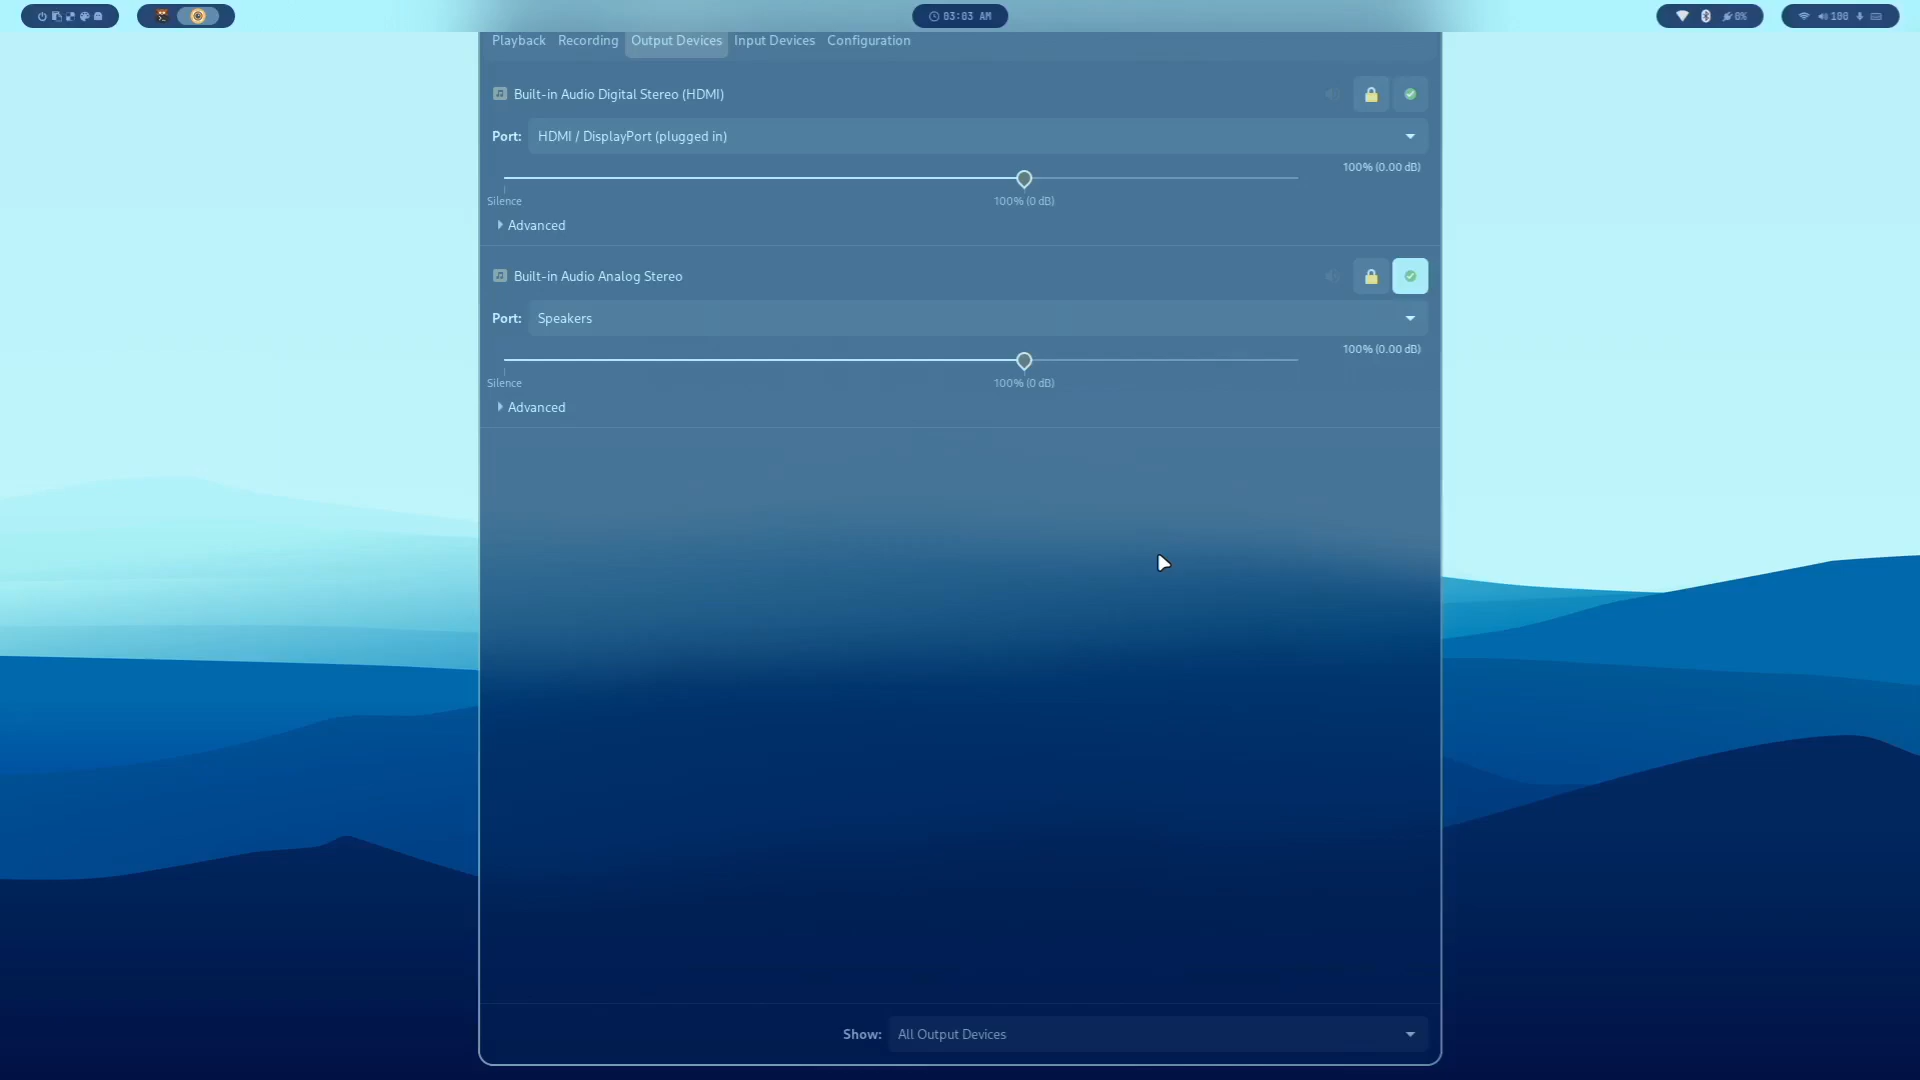 03:03 AM
0%
100
Playback Recording Output Devices Input Devices Configuration
Built-in Audio Digital Stereo (HDMI)
Port: HDMI / DisplayPort (plugged in)
100% (0.00 dB)
Silence 100% (0 dB)
Advanced
Built-in Audio Analog Stereo
Port: Speakers
100% (0.00 dB)
Silence 100% (0 dB)
Advanced
Show: All Output Devices